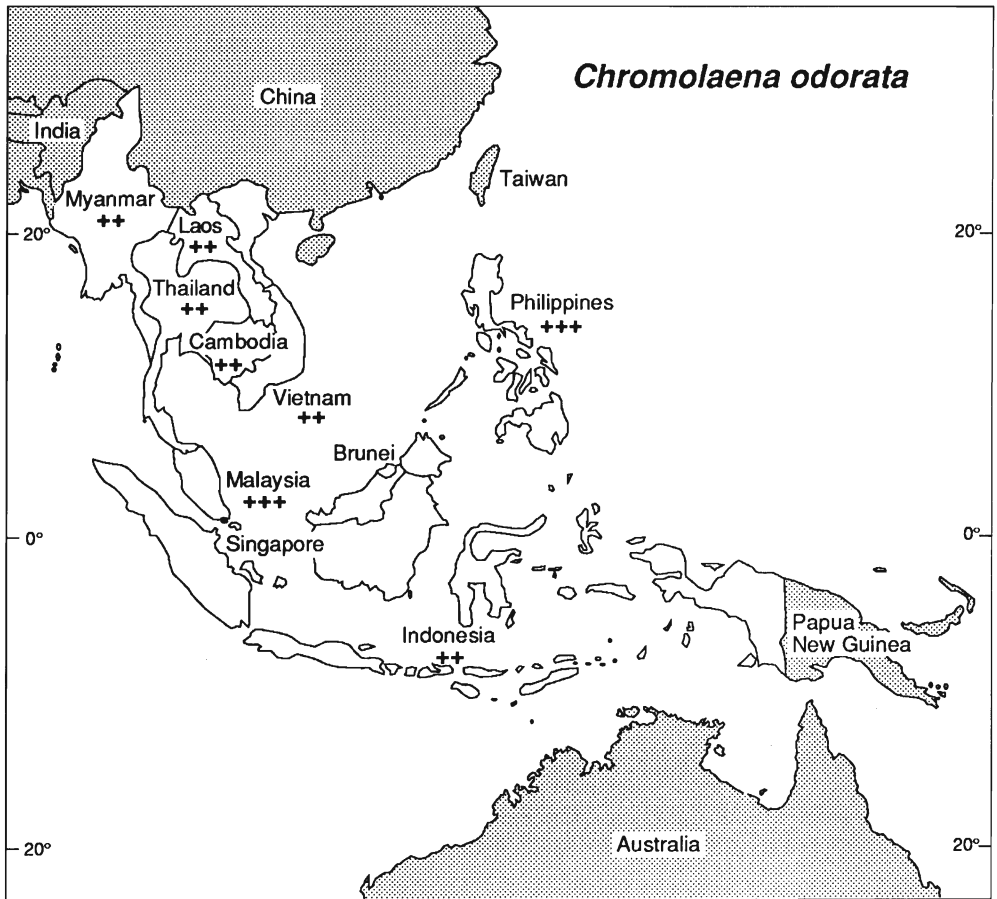 Chromolaena odorata
China
India
Taiwan
Myanmar
++
Laos
++
20°
20°
Thailand
++
Philippines
+++
Cambodia
++
Vietnam
++
Brunei
Malaysia
+++
0°
0°
Singapore
Indonesia
++
Papua
New Guinea
Australia
20°
20°